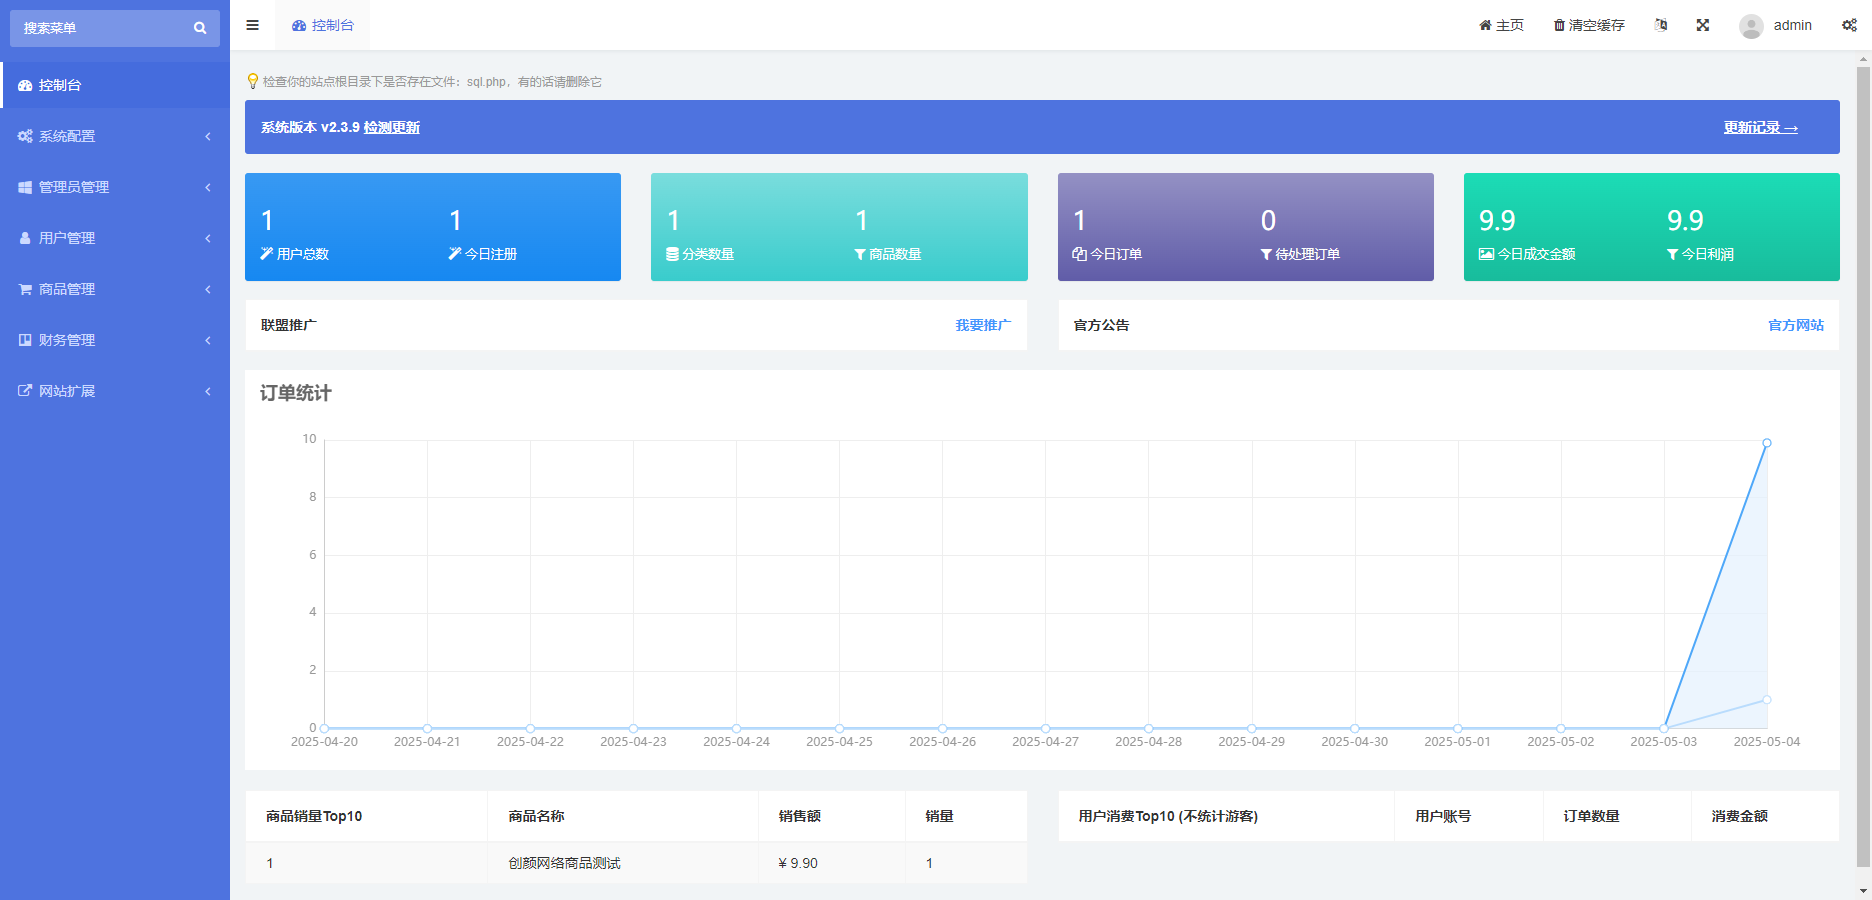 搜索菜单
控制台
系统配置
管理员管理
用户管理
商品管理
财务管理
网站扩展
控制台
主页
清空缓存
admin
检查你的站点根目录下是否存在文件：sql.php，有的话请删除它
系统版本 v2.3.9 检测更新
更新记录 →
1
用户总数
1
今日注册
1
分类数量
1
商品数量
1
今日订单
0
待处理订单
9.9
今日成交金额
9.9
今日利润
联盟推广
我要推广
官方公告
官方网站
订单统计
10
8
6
4
2
0
2025-04-20 2025-04-21 2025-04-22 2025-04-23 2025-04-24 2025-04-25 2025-04-26 2025-04-27 2025-04-28 2025-04-29 2025-04-30 2025-05-01 2025-05-02 2025-05-03 2025-05-04
商品销量Top10 商品名称 销售额 销量
1 创颜网络商品测试 ¥ 9.90 1
用户消费Top10 (不统计游客) 用户账号 订单数量 消费金额